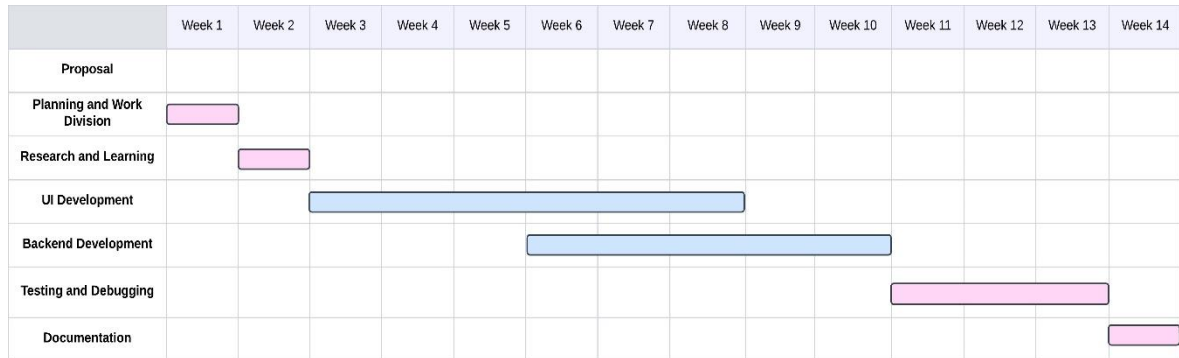 Week 1 Week 2 Week 3 Week 4 Week 5 Week 6 Week 7 Week 8 Week 9 Week 10 Week 11 Week 12 Week 13 Week 14
Proposal
Planning and Work
Division
Research and Learning
UI Development
Backend Development
Testing and Debugging
Documentation